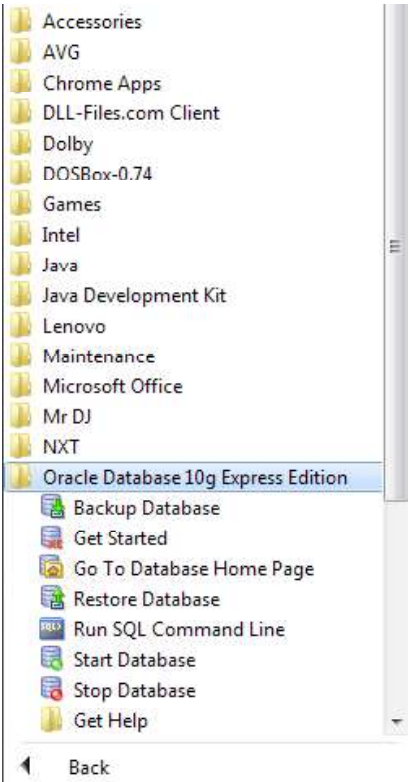 Accessories
AVG
Chrome Apps
DLL-Files.com Client
Dolby
DOSBox-0.74
Games
Intel
Java
Java Development Kit
Lenovo
Maintenance
Microsoft Office
Mr DJ
NXT
Oracle Database 10g Express Edition
Backup Database
Get Started
Go To Database Home Page
Restore Database
Run SQL Command Line
Start Database
Stop Database
Get Help
Back